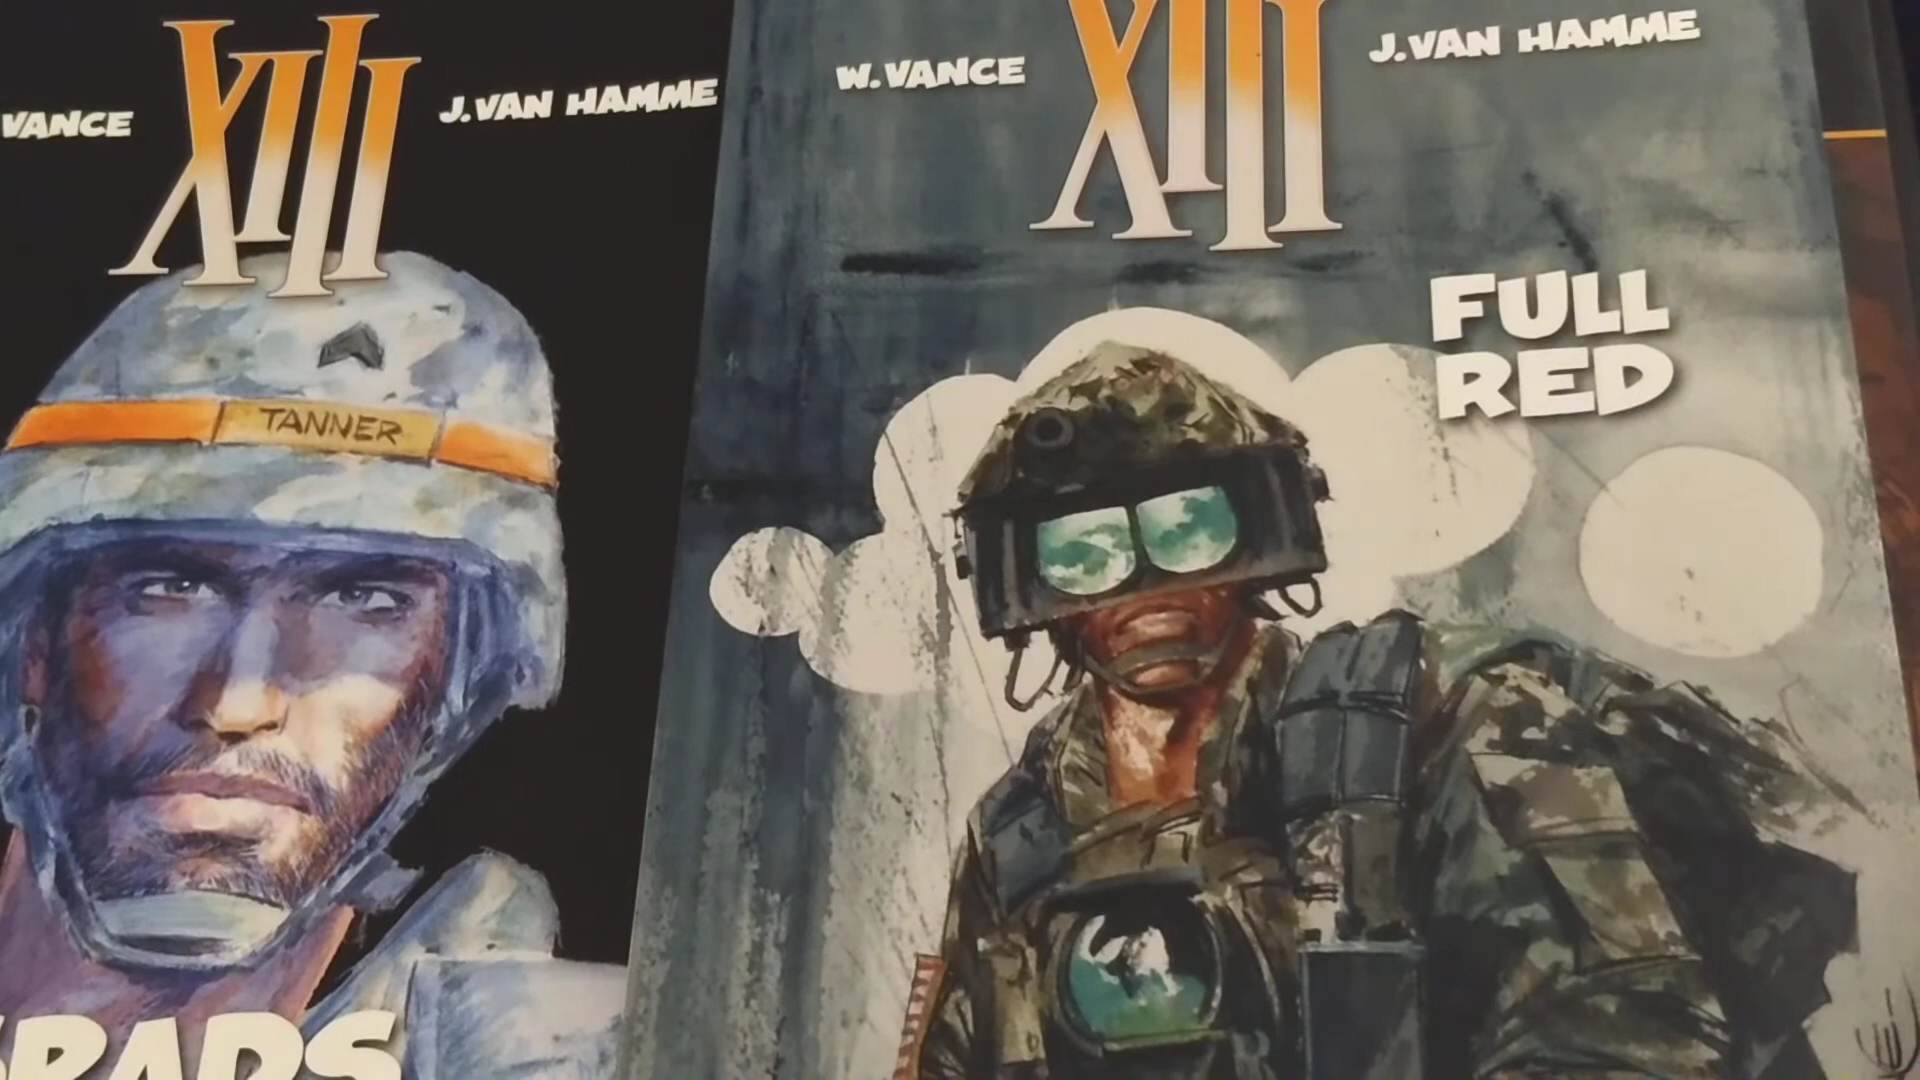 VANCE
XIII
J.VAN HAMME
TANNER
W.VANCE
XIII
J.VAN HAMME
FULL
RED